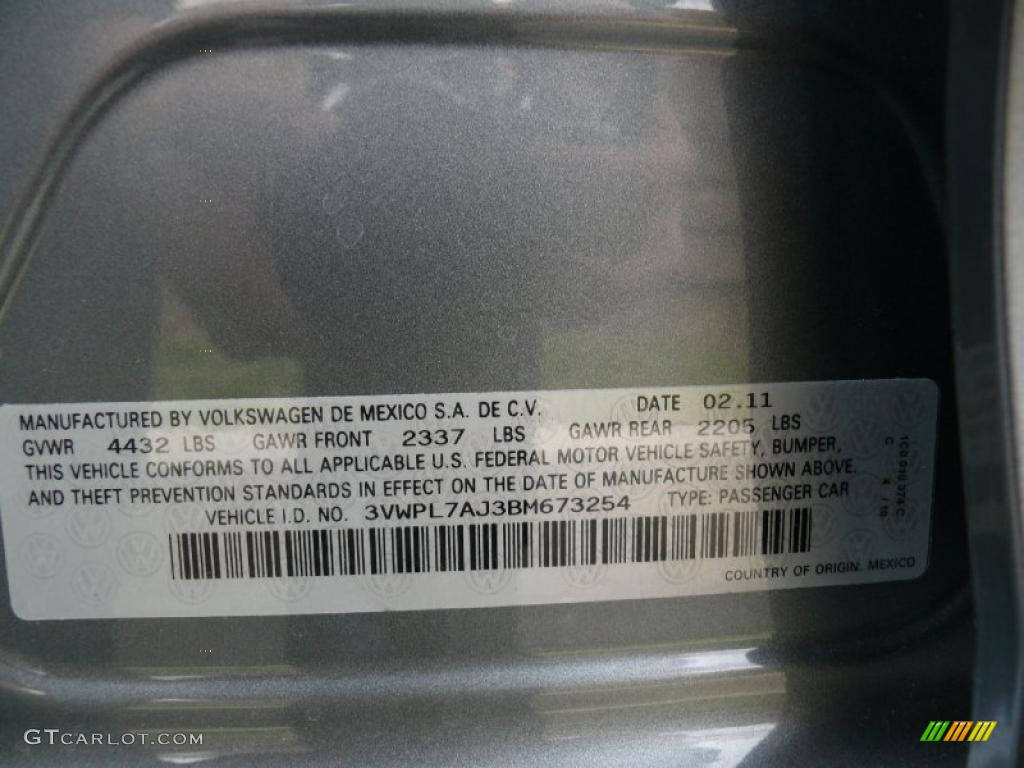 MANUFACTURED BY VOLKSWAGEN DE MEXICO S.A. DE C.V. DATE 02.11
GVWR 4432 LBS GAWR FRONT 2337 LBS GAWR REAR 2205 LBS
THIS VEHICLE CONFORMS TO ALL APPLICABLE U.S. FEDERAL MOTOR VEHICLE SAFETY, BUMPER,
AND THEFT PREVENTION STANDARDS IN EFFECT ON THE DATE OF MANUFACTURE SHOWN ABOVE.
VEHICLE I.D. NO. 3VWPL7AJ3BM673254 TYPE: PASSENGER CAR
COUNTRY OF ORIGIN: MEXICO
GTCARLOT.COM